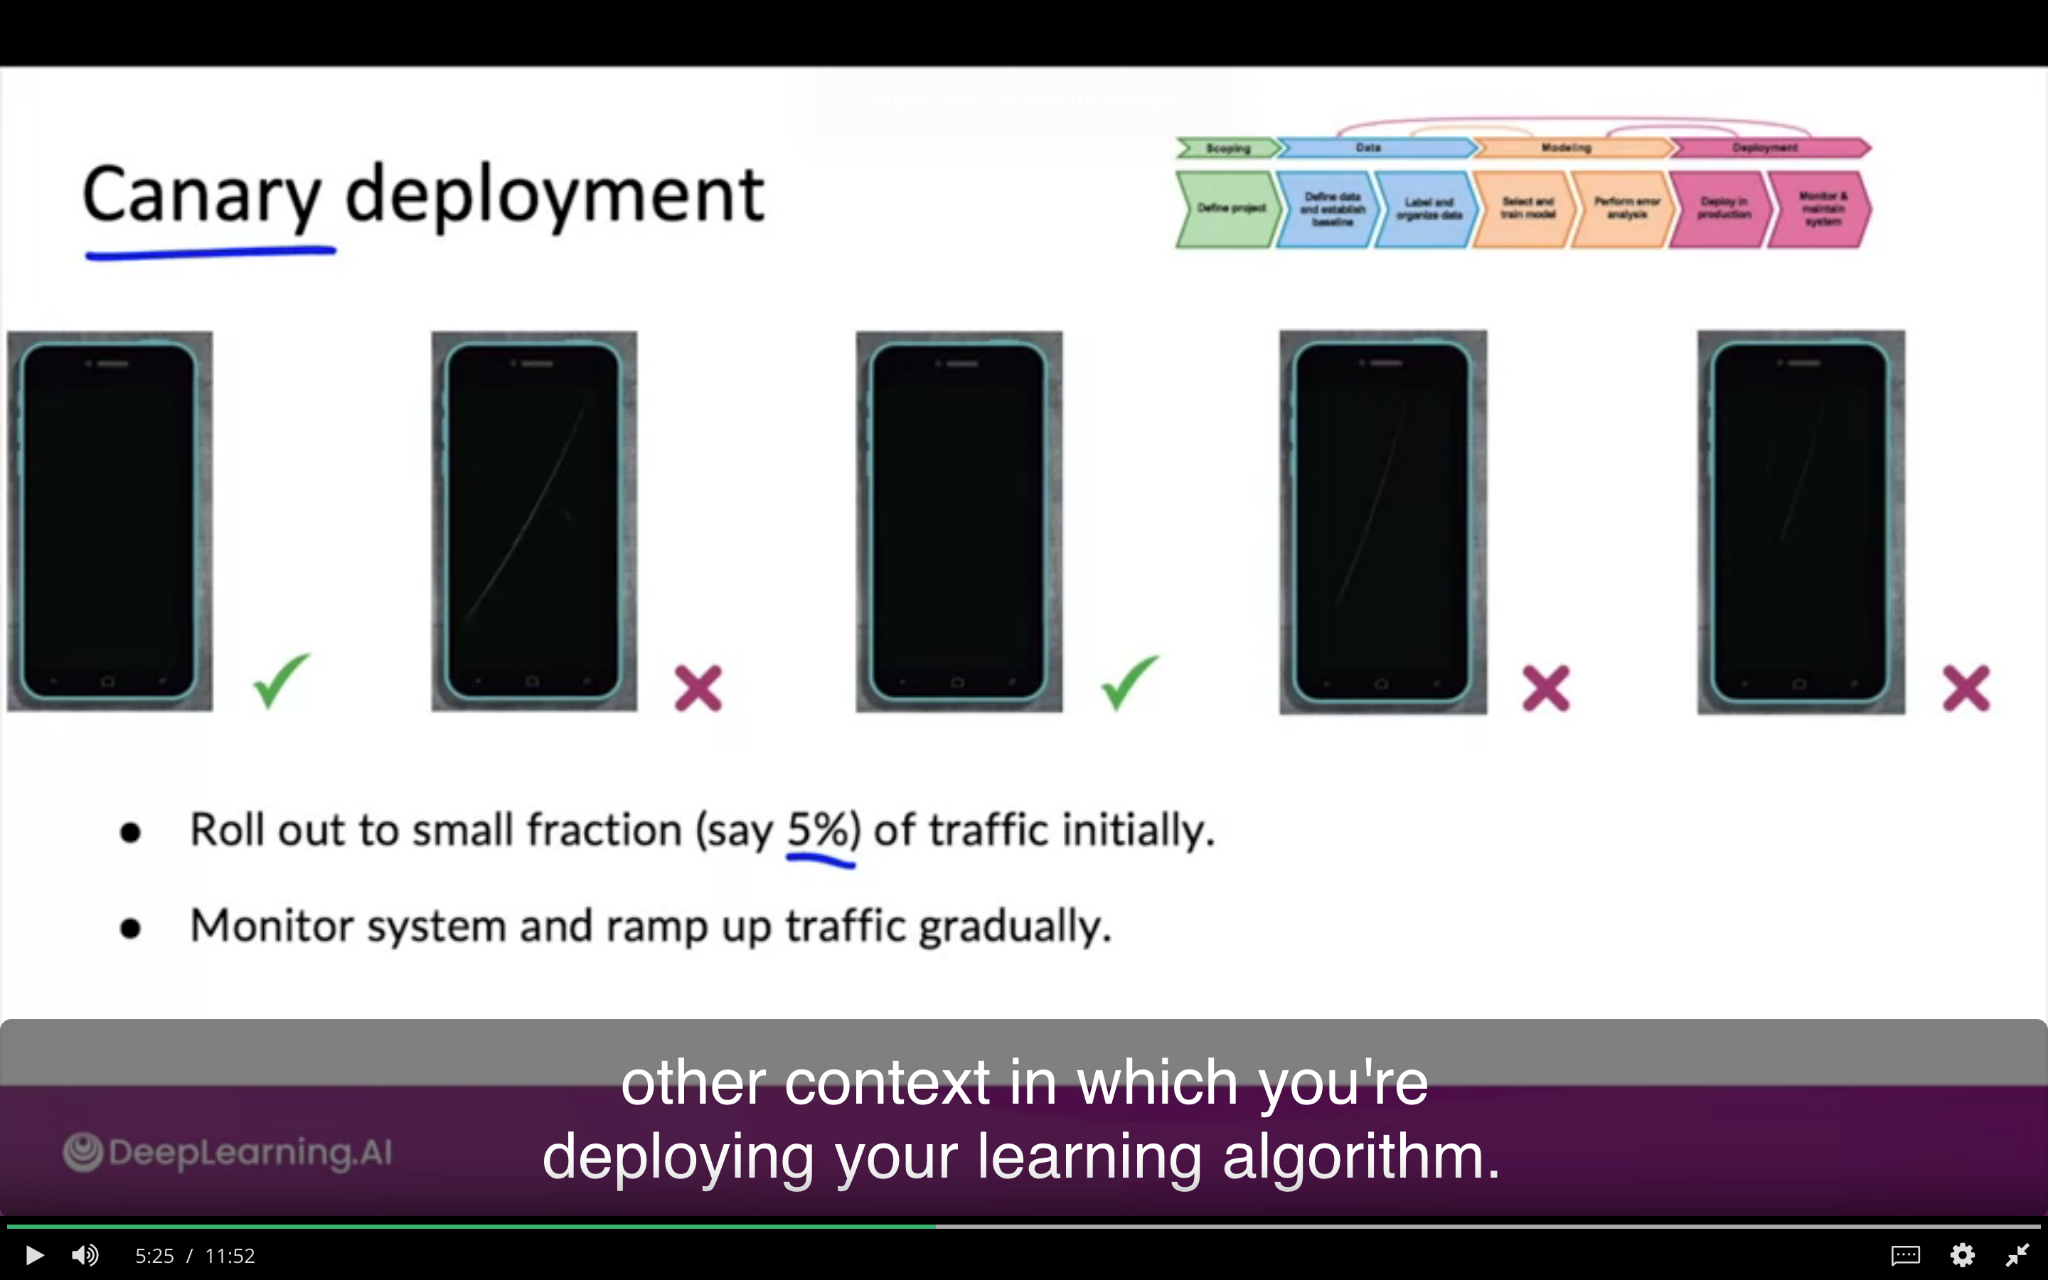 Canary deployment
Scoping Data Modeling Deployment
Define project
Define data
and establish
baseline
Label and
organize data
Select and
train model
Perform error
analysis
Deploy in
production
Monitor &
maintain
system
● Roll out to small fraction (say 5%) of traffic initially.
● Monitor system and ramp up traffic gradually.
other context in which you're
deploying your learning algorithm.
DeepLearning.AI
5:25 / 11:52